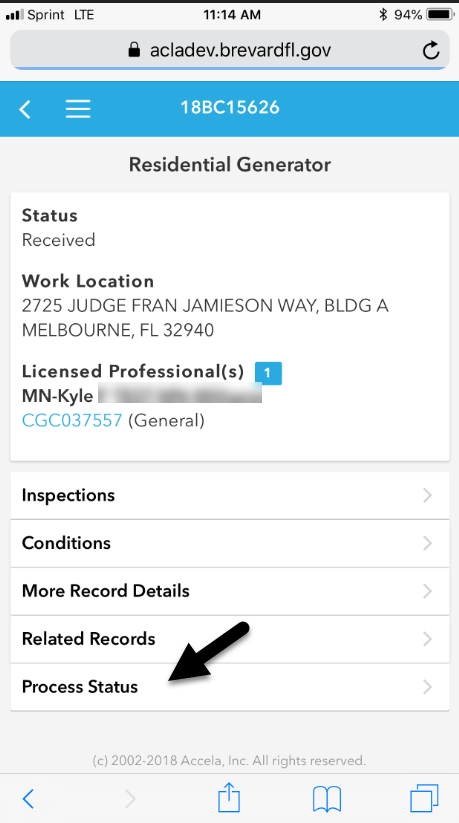 Sprint LTE 11:14 AM 94%
acladev.brevardfl.gov
18BC15626
Residential Generator
Status
Received
Work Location
2725 JUDGE FRAN JAMIESON WAY, BLDG A
MELBOURNE, FL 32940
Licensed Professional(s) 1
MN-Kyle
CGC037557 (General)
Inspections
Conditions
More Record Details
Related Records
Process Status
(c) 2002-2018 Accela, Inc. All rights reserved.